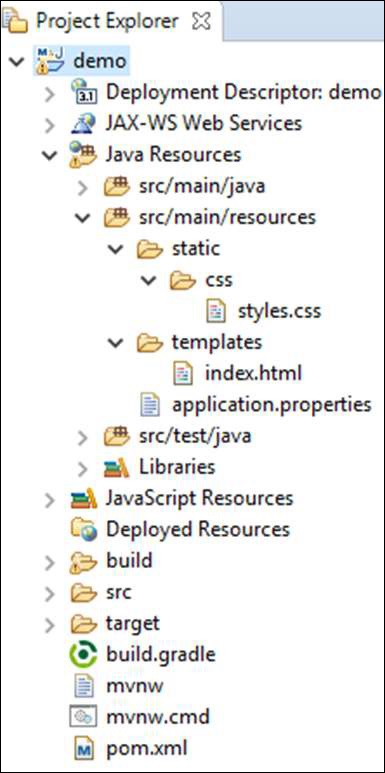 Project Explorer
demo
Deployment Descriptor: demo
JAX-WS Web Services
Java Resources
src/main/java
src/main/resources
static
css
styles.css
templates
index.html
application.properties
src/test/java
Libraries
JavaScript Resources
Deployed Resources
build
src
target
build.gradle
mvnw
mvnw.cmd
pom.xml